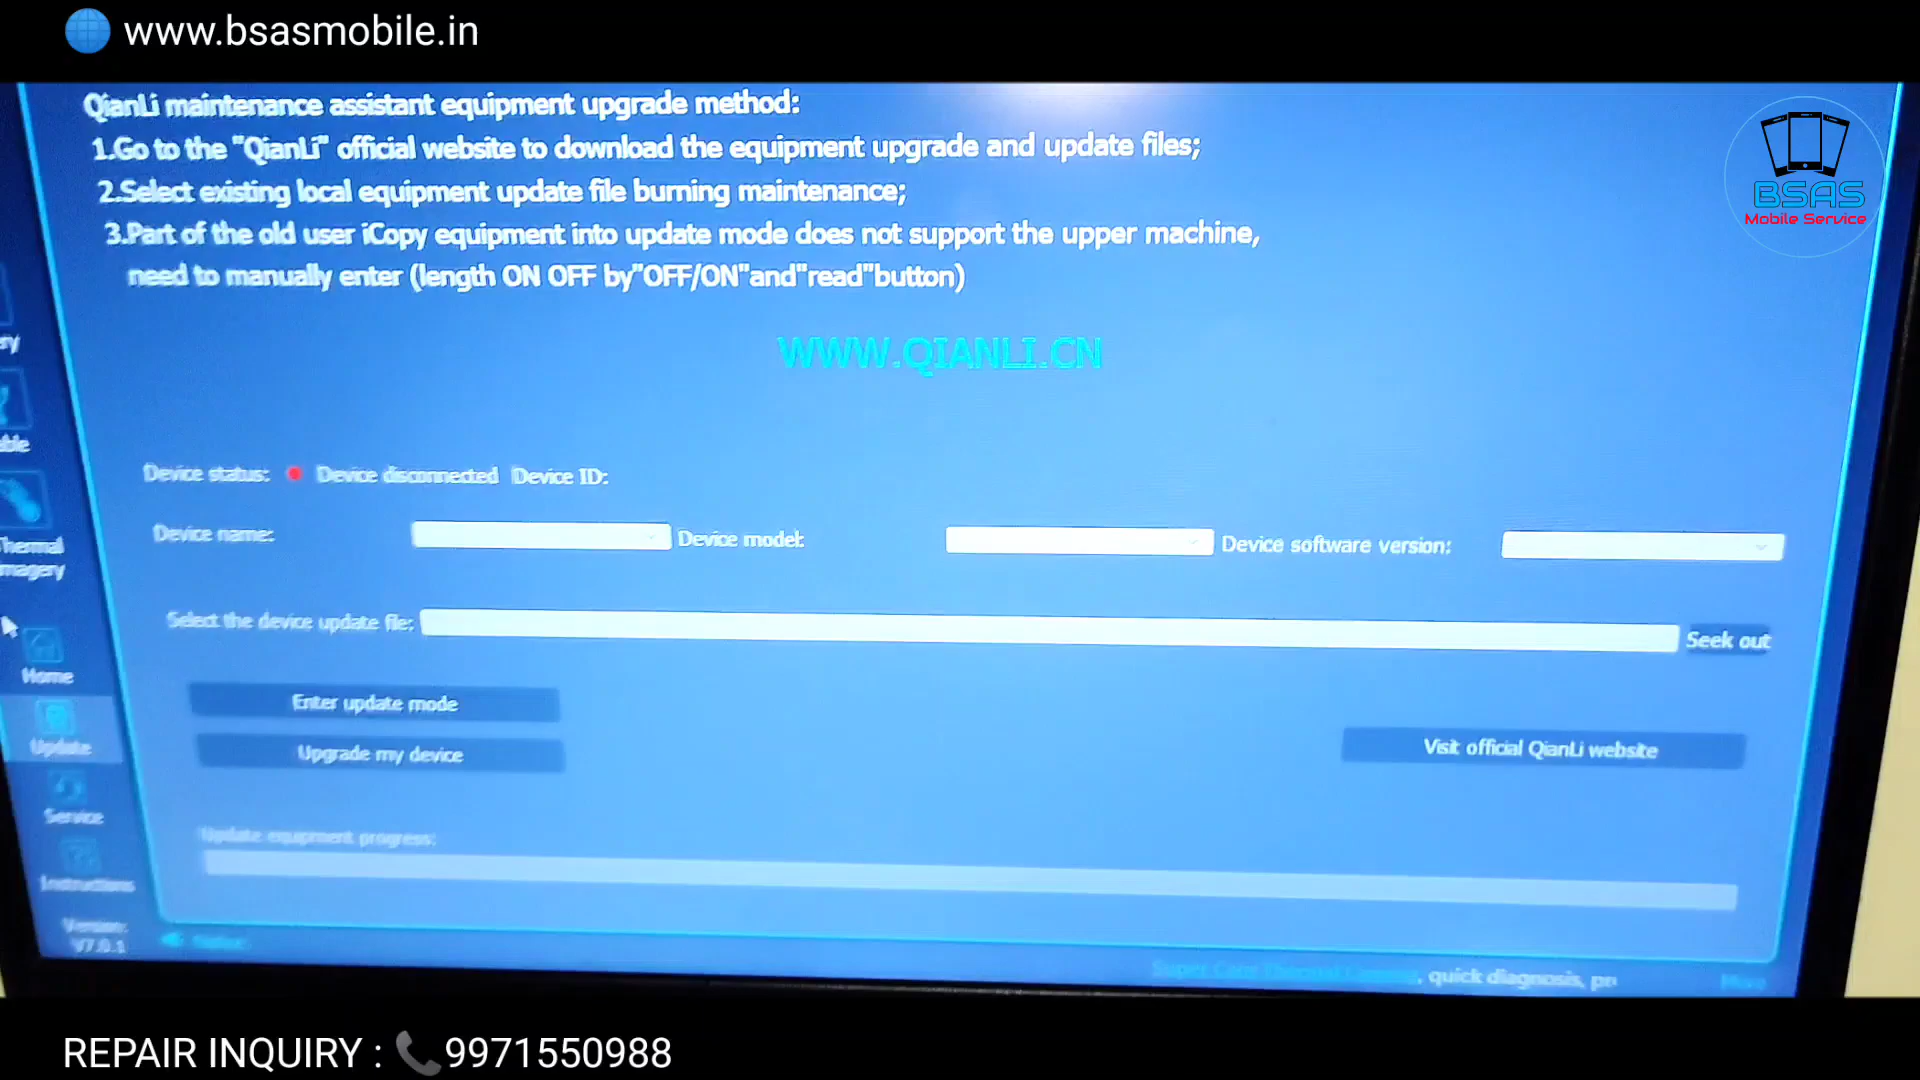 www.bsasmobile.in
QianLi maintenance assistant equipment upgrade method:
1.Go to the "QianLi" official website to download the equipment upgrade and update files;
2.Select existing local equipment update file burning maintenance;
3.Part of the old user iCopy equipment into update mode does not support the upper machine,
need to manually enter (length ON OFF by"OFF/ON"and"read"button)
BSAS
Mobile Service
WWW.QIANLI.CN
Device status: Device disconnected Device ID:
Device name: Device model: Device software version:
Thermal
imagery
Select the device update file: Seek out
Home
Enter update mode
Update
Upgrade my device
Visit official QianLi website
Service
Update equipment progress:
Instructions
Version:
V7.0.1
, quick diagnosis, pro
More
REPAIR INQUIRY : 9971550988